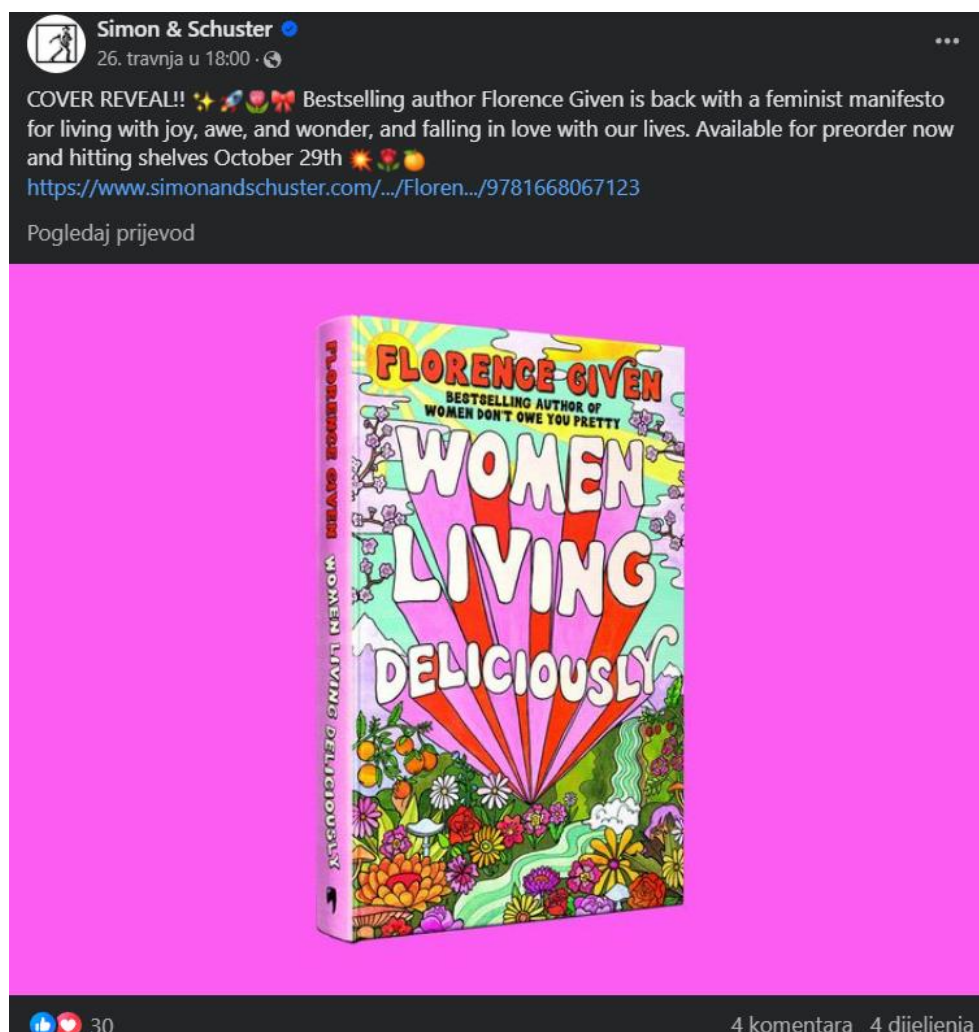 Simon & Schuster
26. travnja u 18:00 ·
COVER REVEAL!! ✨🚀🌷🎀 Bestselling author Florence Given is back with a feminist manifesto
for living with joy, awe, and wonder, and falling in love with our lives. Available for preorder now
and hitting shelves October 29th 💥🌹🍊
https://www.simonandschuster.com/.../Floren.../9781668067123
Pogledaj prijevod
FLORENCE GIVEN WOMEN LIVING DELICIOUSLY
FLORENCE GIVEN
BESTSELLING AUTHOR OF
WOMEN DON'T OWE YOU PRETTY
WOMEN
LIVING
DELICIOUSLY
30
4 komentara 4 dijeljenja